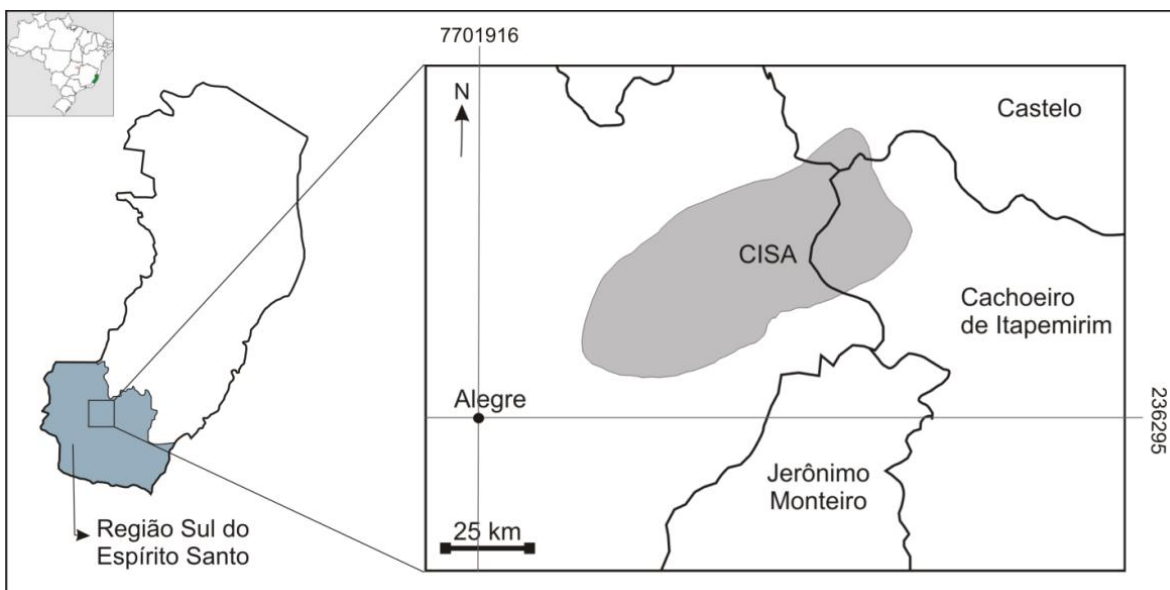 7701916
N
Castelo
CISA
Cachoeiro
de Itapemirim
Alegre
236295
Jerônimo
Monteiro
25 km
Região Sul do
Espírito Santo